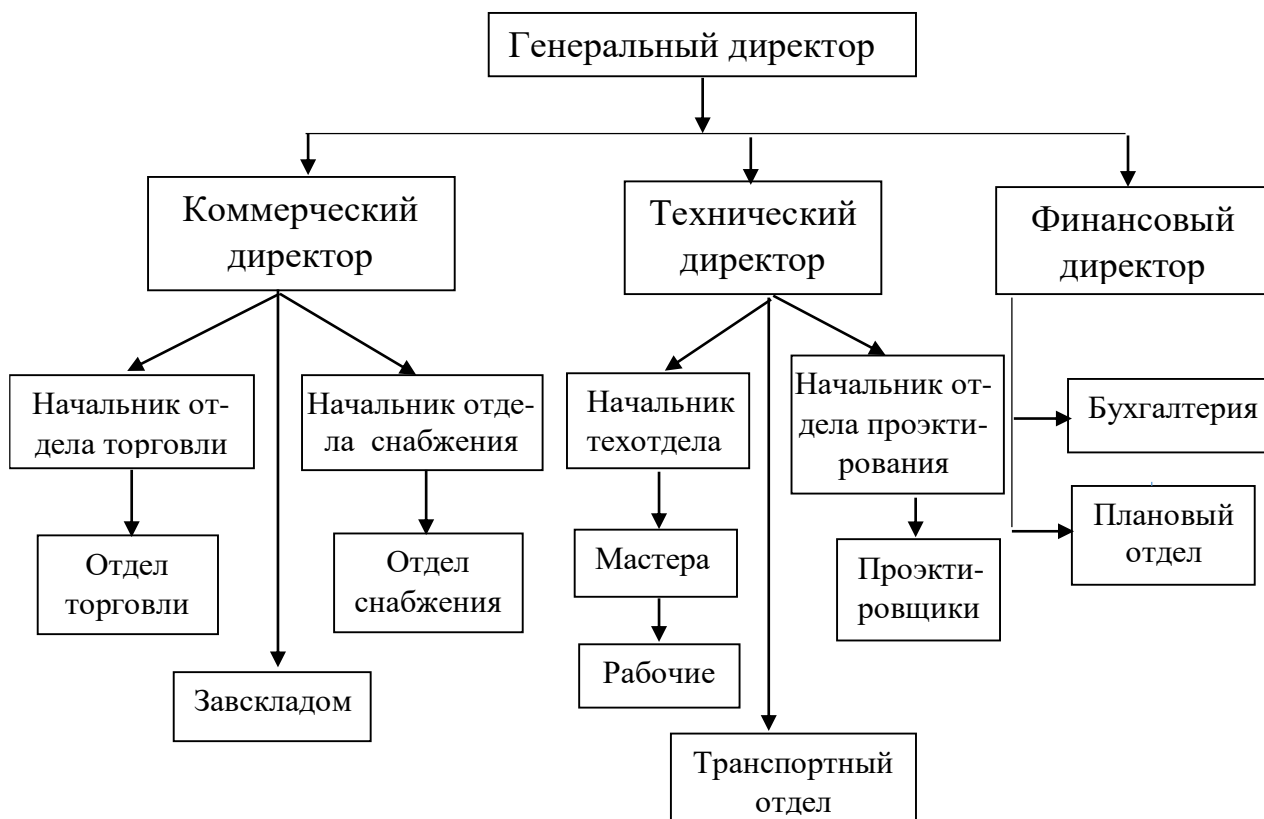 Генеральный директор
Коммерческий
директор
Технический
директор
Финансовый
директор
Начальник от-
дела торговли
Начальник отде-
ла снабжения
Начальник
техотдела
Начальник от-
дела проэкти-
рования
Бухгалтерия
Плановый
отдел
Отдел
торговли
Отдел
снабжения
Мастера
Проэкти-
ровщики
Рабочие
Завскладом
Транспортный
отдел